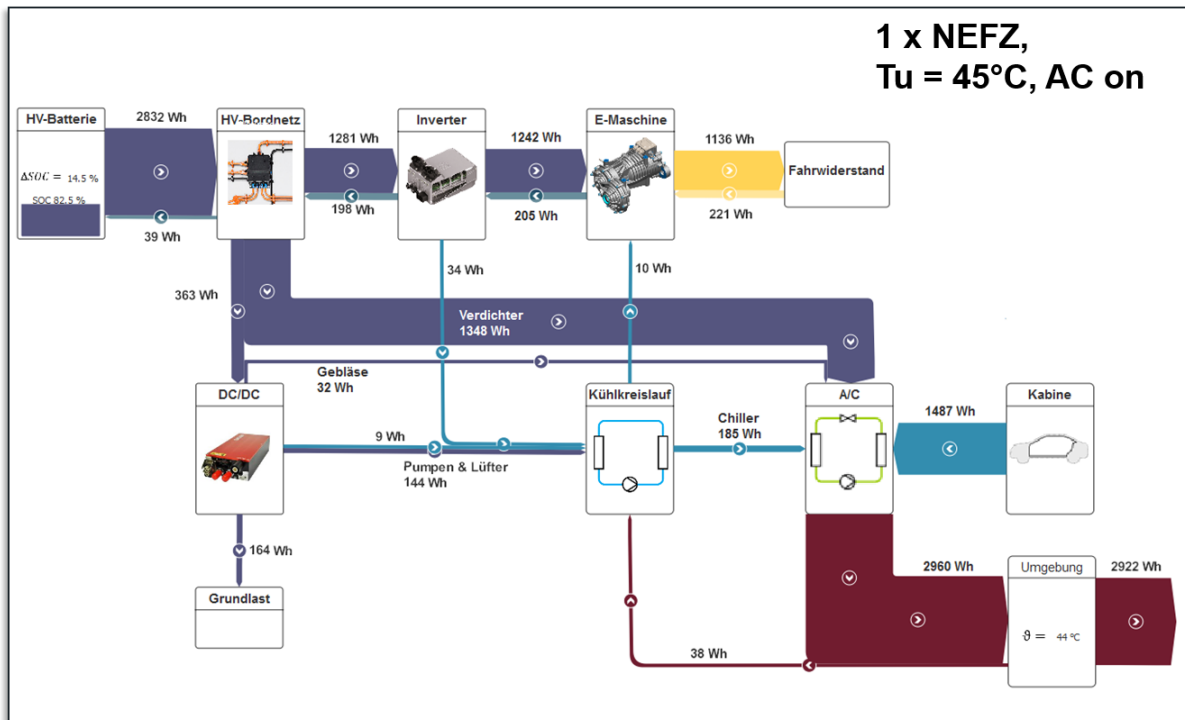 1 x NEFZ,
Tu = 45°C, AC on
HV-Batterie
2832 Wh
HV-Bordnetz
1281 Wh
Inverter
1242 Wh
E-Maschine
1136 Wh
Fahrwiderstand
ΔSOC = 14.5 %
SOC 82.5 %
39 Wh
198 Wh
205 Wh
221 Wh
363 Wh
34 Wh
10 Wh
Verdichter
1348 Wh
Gebläse
32 Wh
DC/DC
Kühlkreislauf
A/C
Kabine
9 Wh
Pumpen & Lüfter
144 Wh
Chiller
185 Wh
1487 Wh
164 Wh
Grundlast
2960 Wh
Umgebung
2922 Wh
ϑ = 44 °C
38 Wh